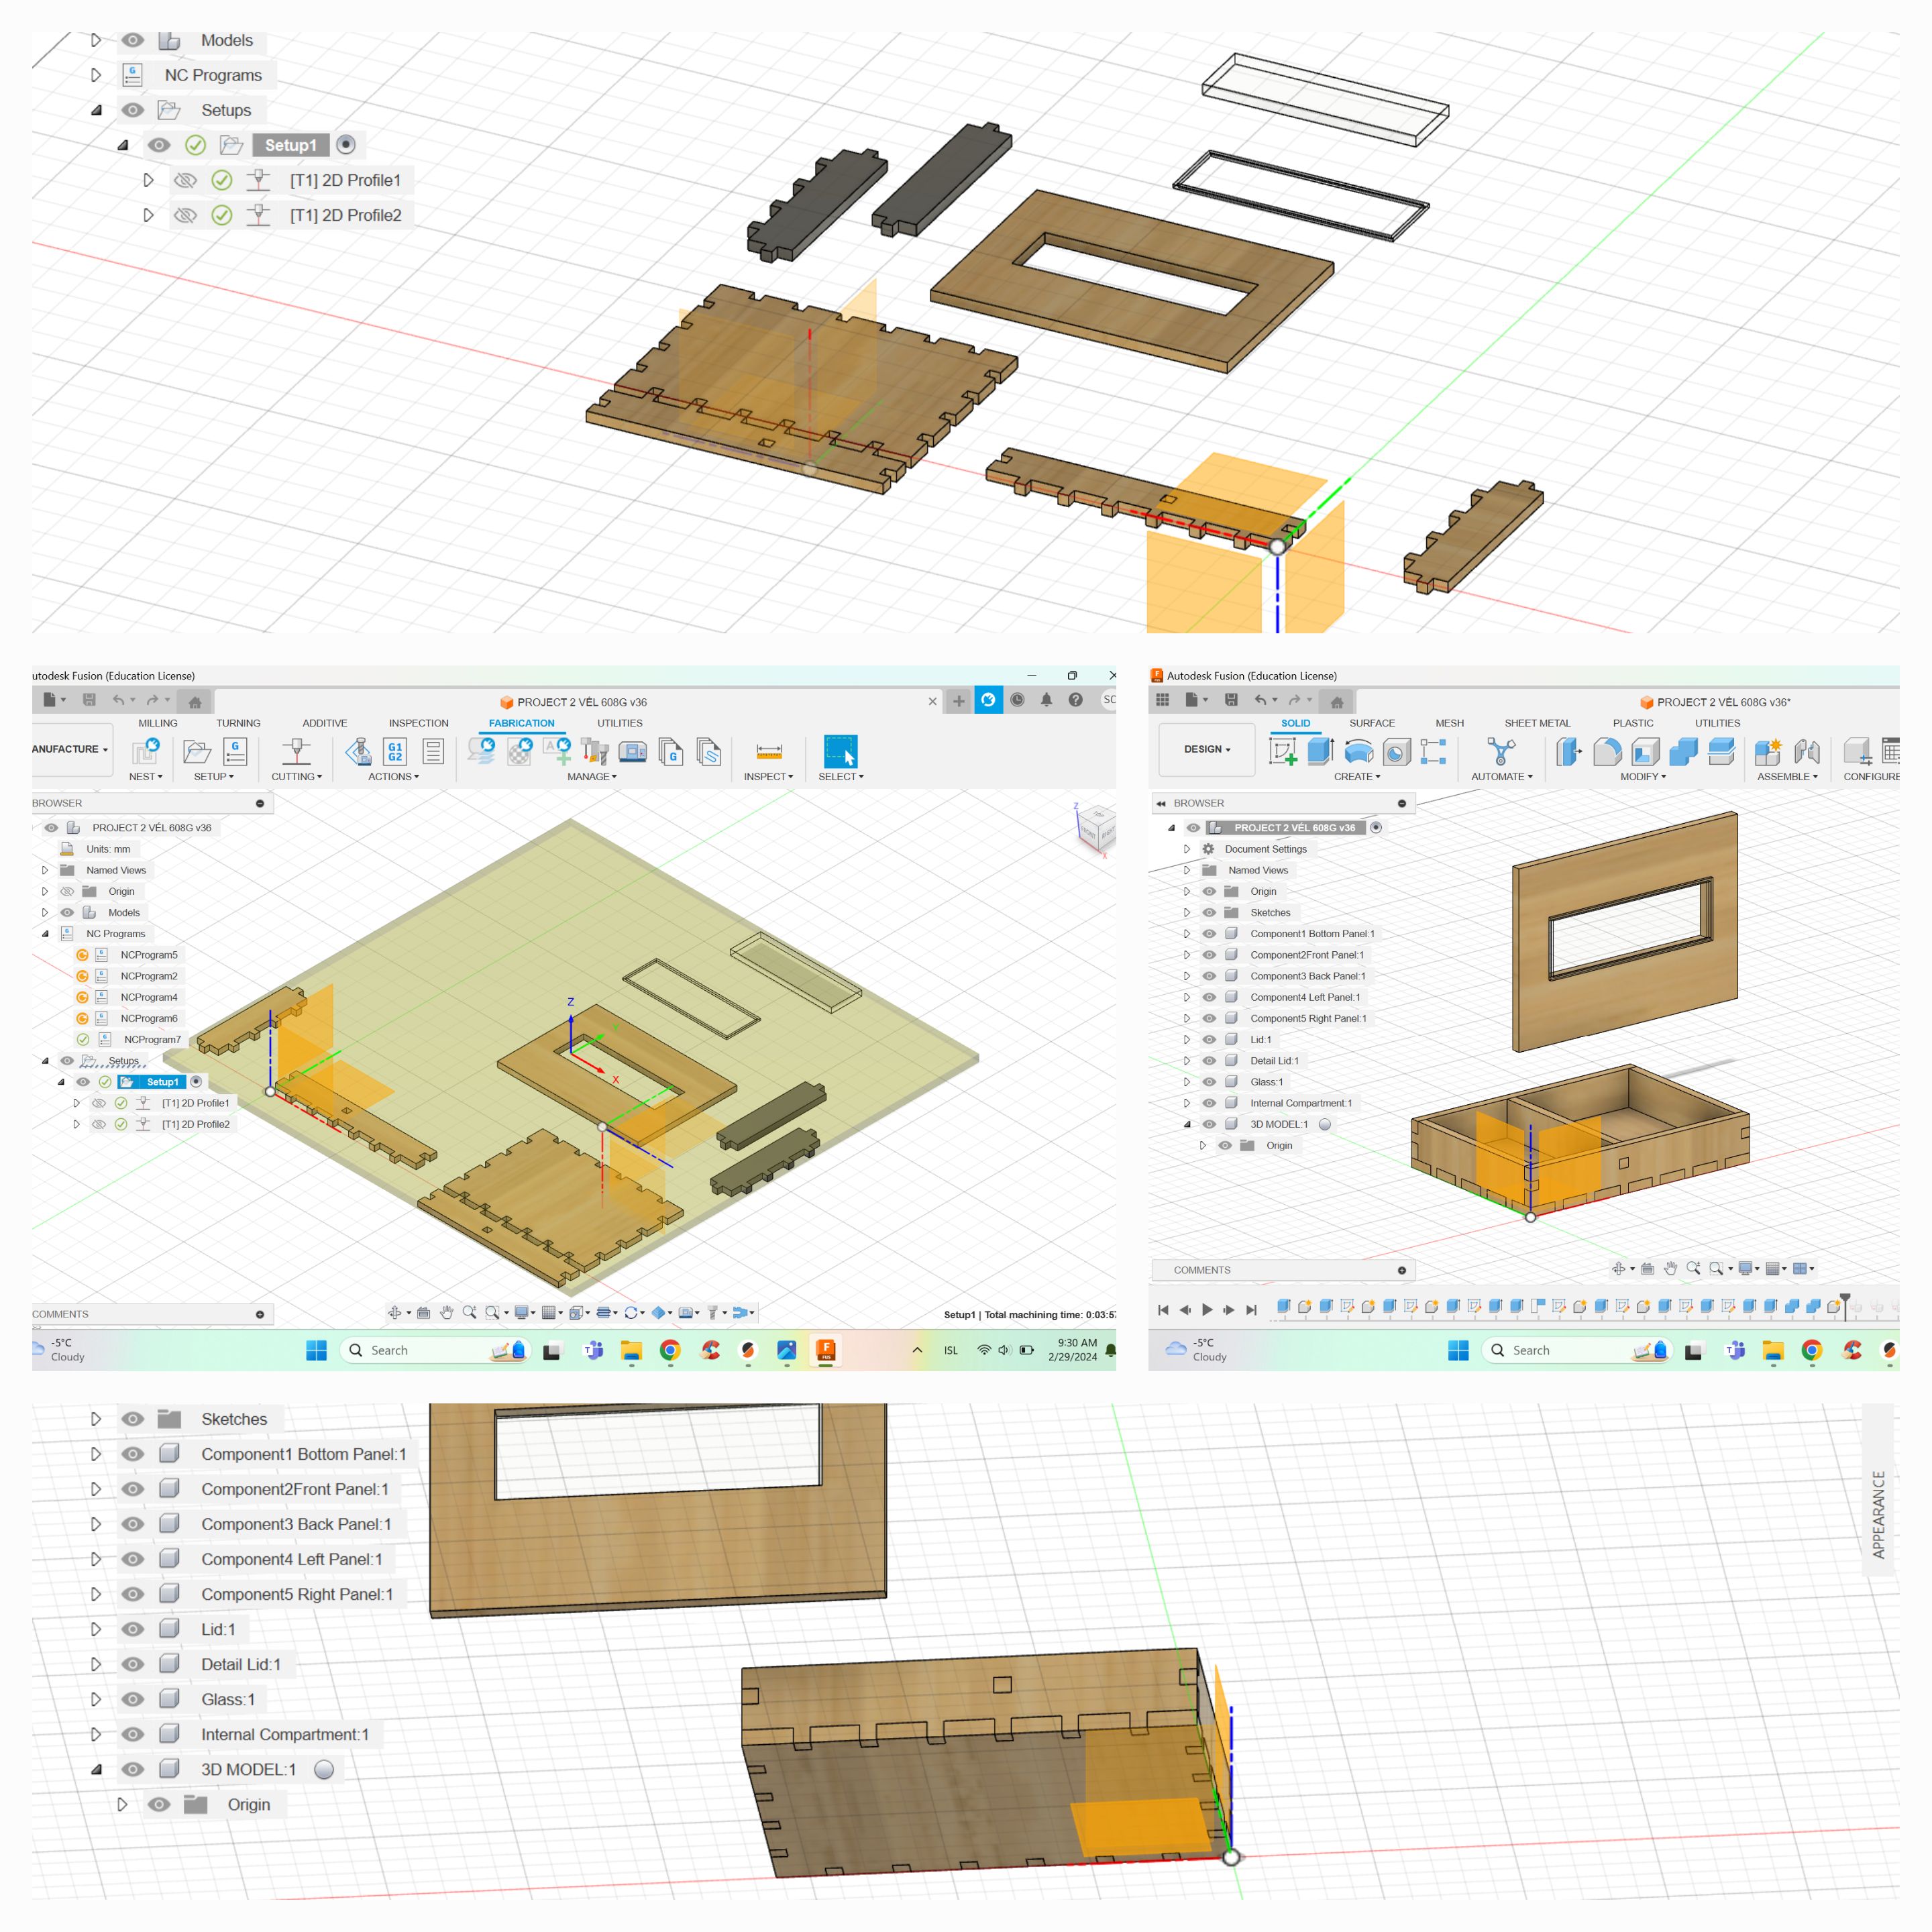 Models
NC Programs
Setups
Setup1
[T1] 2D Profile1
[T1] 2D Profile2
utodesk Fusion (Education License)
PROJECT 2 VÉL 608G v36
MILLING TURNING ADDITIVE INSPECTION FABRICATION UTILITIES
ANUFACTURE
G1
G2
NEST SETUP CUTTING ACTIONS MANAGE INSPECT SELECT
BROWSER
PROJECT 2 VÉL 608G v36
Units: mm
Named Views
Origin
Models
NC Programs
NCProgram5
NCProgram2
NCProgram4
NCProgram6
NCProgram7
Setups
Setup1
[T1] 2D Profile1
[T1] 2D Profile2
Z
X
Z
X
COMMENTS
Setup1 | Total machining time: 0:03:57
-5°C
Cloudy
Search
ISL
9:30 AM
2/29/2024
Autodesk Fusion (Education License)
PROJECT 2 VÉL 608G v36*
SOLID SURFACE MESH SHEET METAL PLASTIC UTILITIES
DESIGN
CREATE AUTOMATE MODIFY ASSEMBLE CONFIGURE
BROWSER
PROJECT 2 VÉL 608G v36
Document Settings
Named Views
Origin
Sketches
Component1 Bottom Panel:1
Component2Front Panel:1
Component3 Back Panel:1
Component4 Left Panel:1
Component5 Right Panel:1
Lid:1
Detail Lid:1
Glass:1
Internal Compartment:1
3D MODEL:1
Origin
COMMENTS
-5°C
Cloudy
Search
Sketches
Component1 Bottom Panel:1
Component2Front Panel:1
Component3 Back Panel:1
Component4 Left Panel:1
Component5 Right Panel:1
Lid:1
Detail Lid:1
Glass:1
Internal Compartment:1
3D MODEL:1
Origin
APPEARANCE